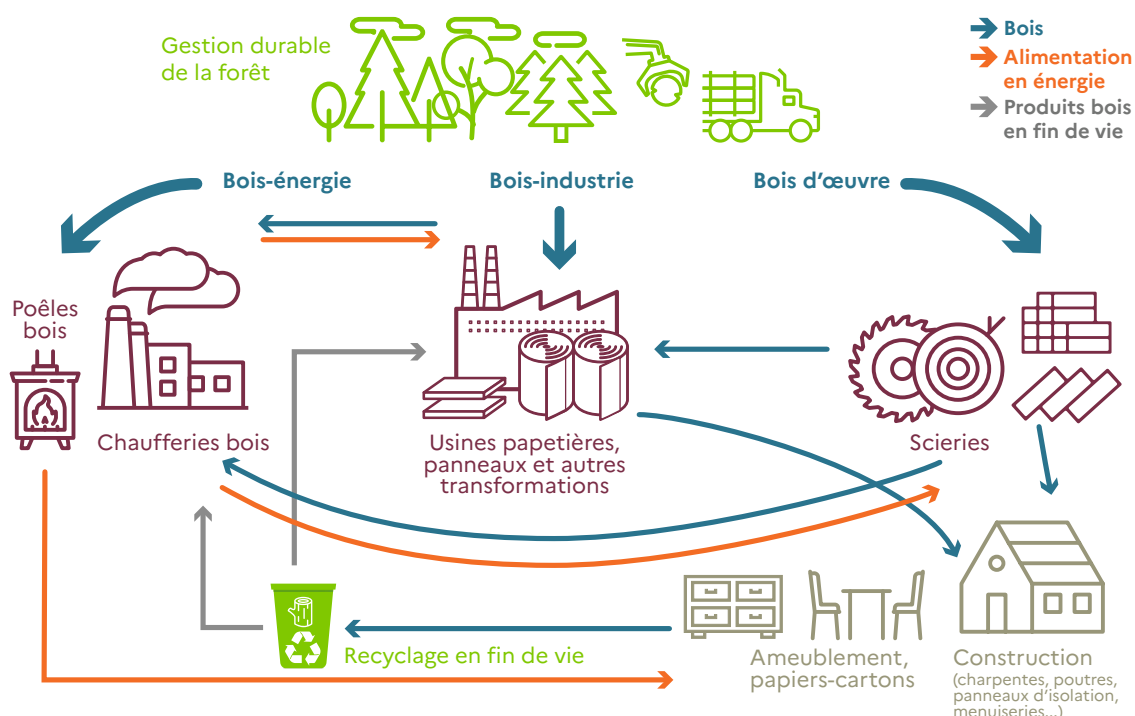 Gestion durable
de la forêt
Bois
Alimentation
en énergie
Produits bois
en fin de vie
Bois-énergie
Bois-industrie
Bois d'œuvre
Poêles
bois
Chaufferies bois
Usines papetières,
panneaux et autres
transformations
Scieries
Recyclage en fin de vie
Ameublement,
papiers-cartons
Construction
(charpentes, poutres,
panneaux d'isolation,
menuiseries...)